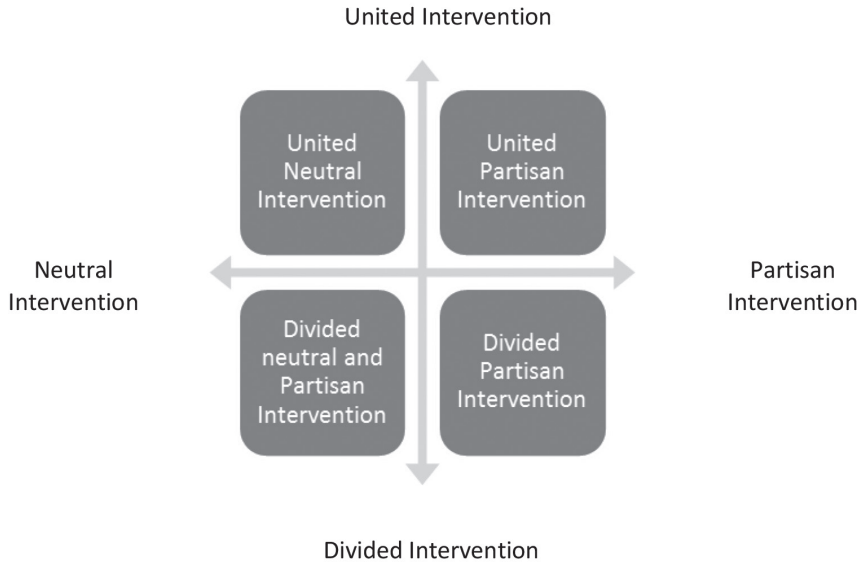 United Intervention
United
Neutral
Intervention
United
Partisan
Intervention
Neutral
Intervention
Partisan
Intervention
Divided
neutral and
Partisan
Intervention
Divided
Partisan
Intervention
Divided Intervention